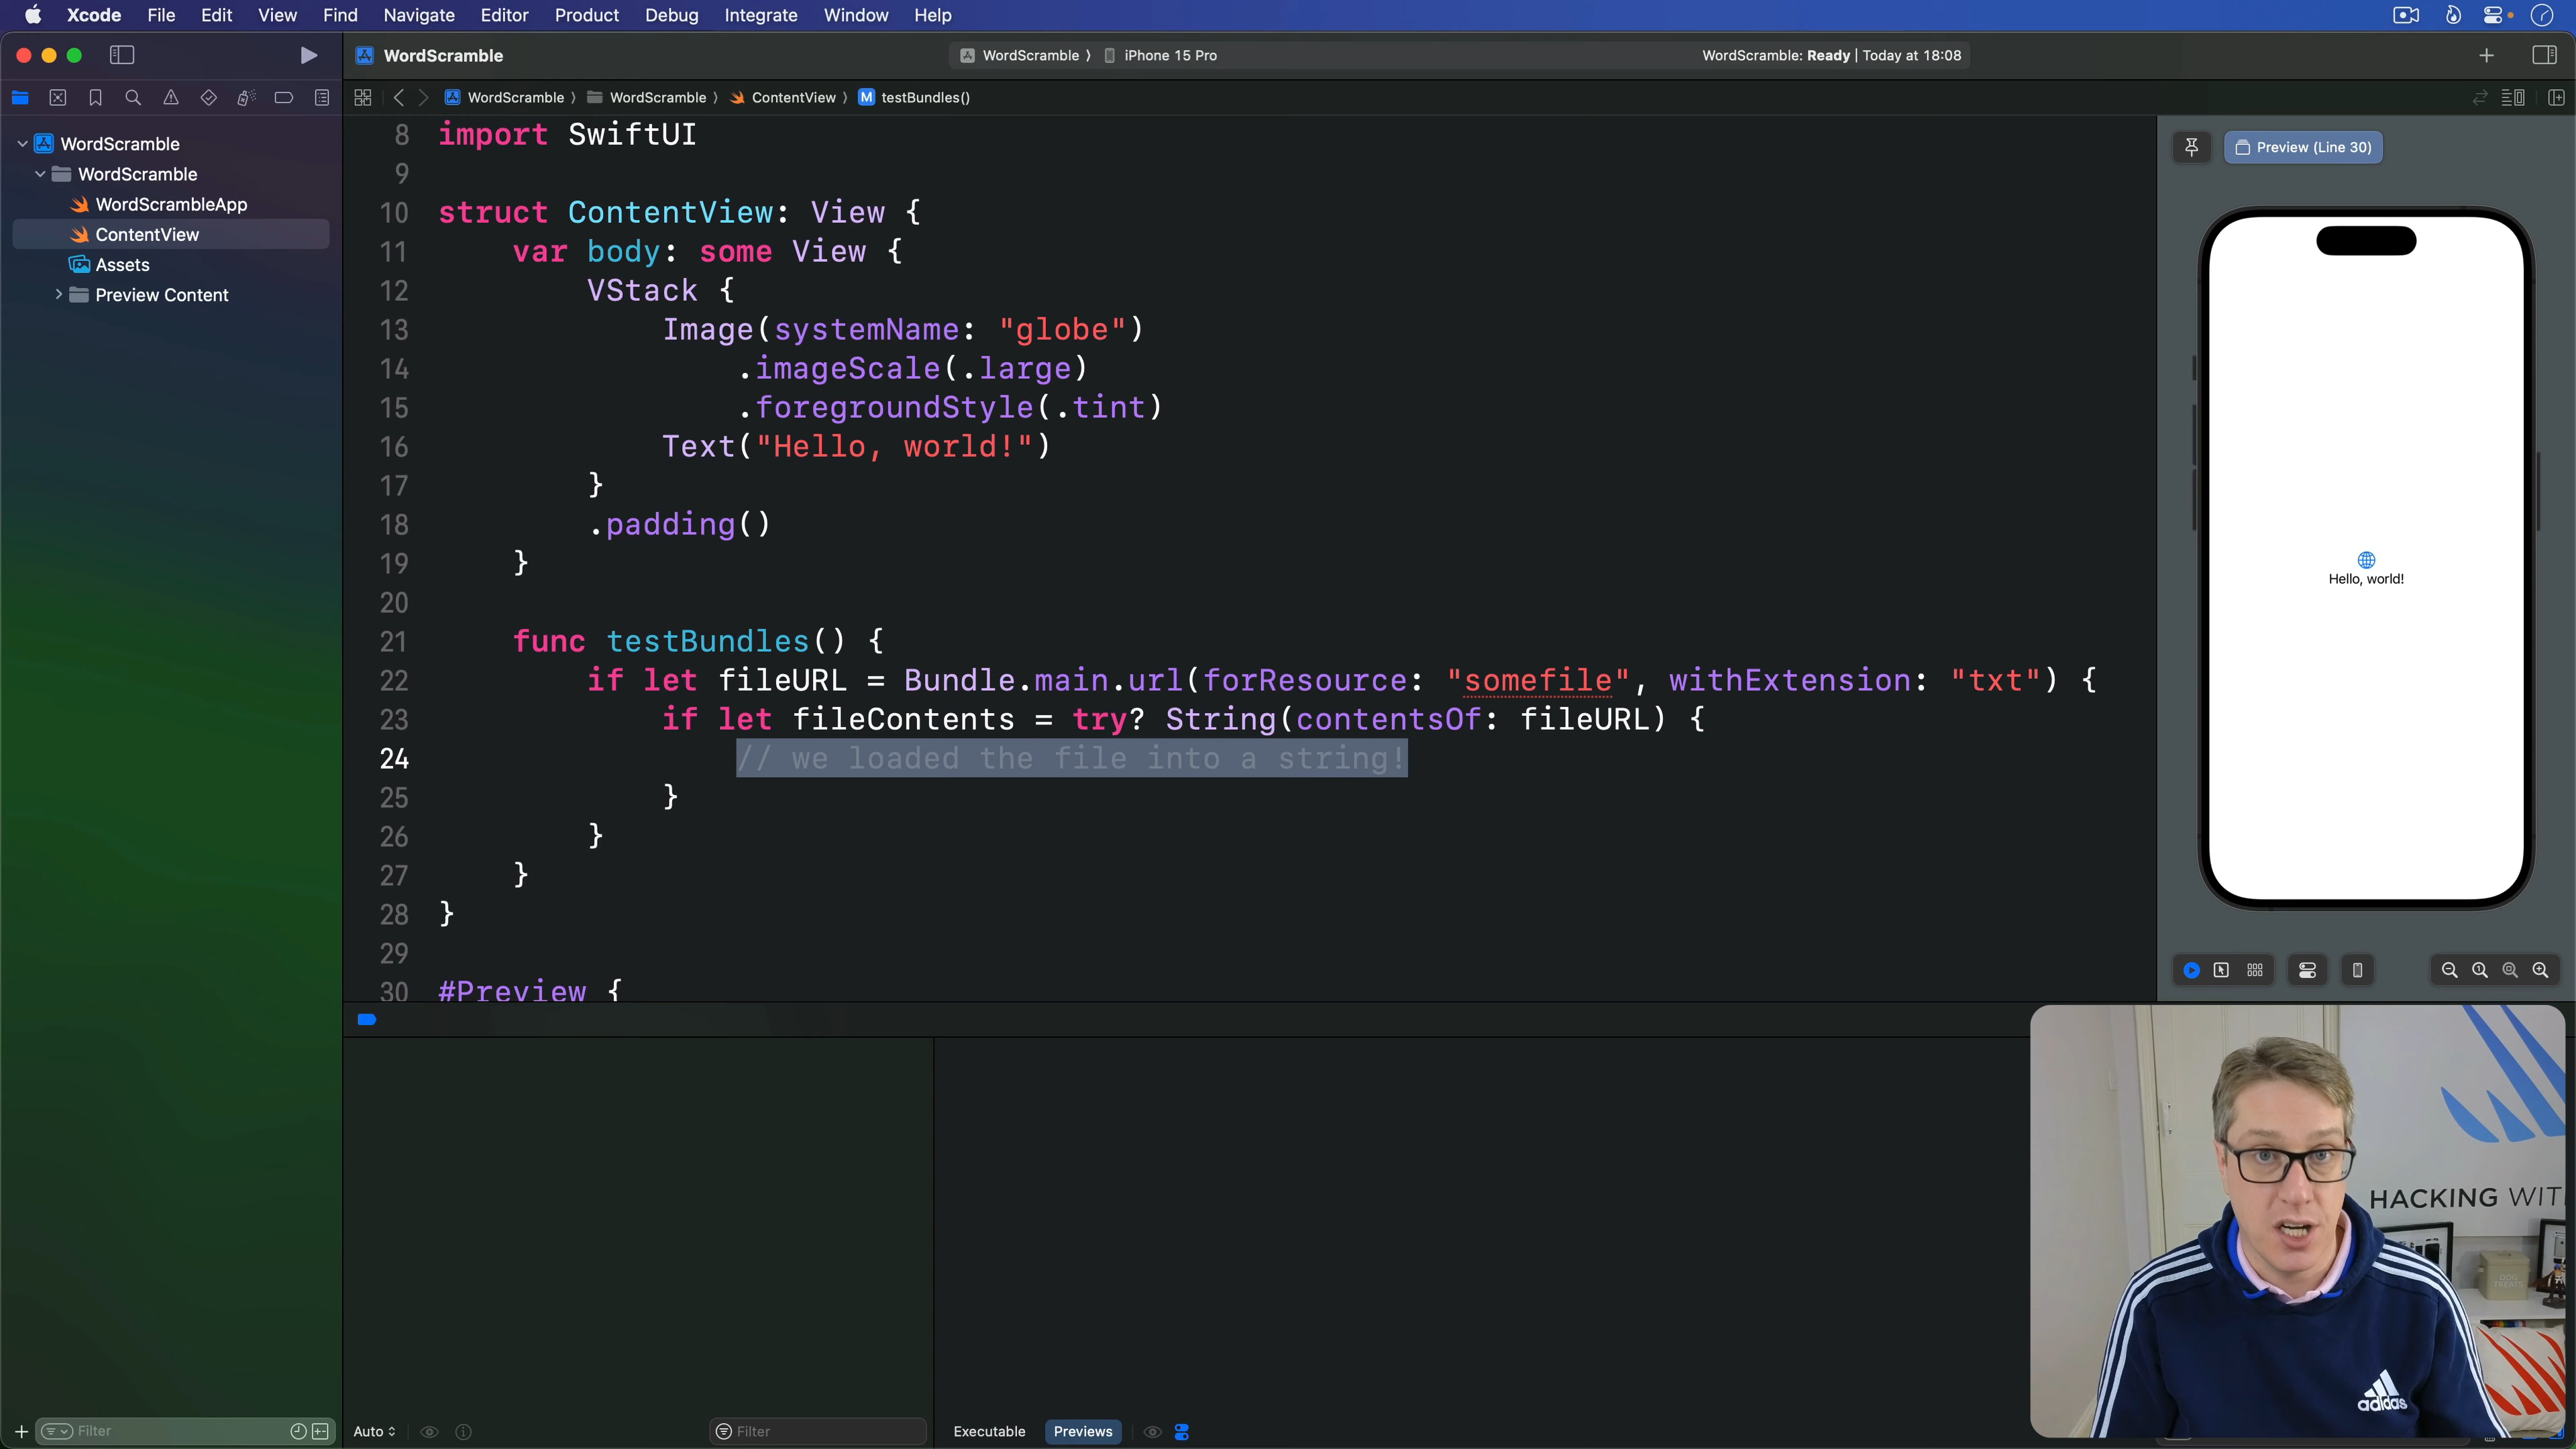 Xcode File Edit View Find Navigate Editor Product Debug Integrate Window Help
WordScramble
WordScramble ⟩ iPhone 15 Pro
WordScramble: Ready | Today at 18:08
WordScramble ⟩ WordScramble ⟩ ContentView ⟩ M testBundles()
WordScramble
WordScramble
WordScrambleApp
ContentView
Assets
Preview Content
8 import SwiftUI
9
10 struct ContentView: View {
11 var body: some View {
12 VStack {
13 Image(systemName: "globe")
14 .imageScale(.large)
15 .foregroundStyle(.tint)
16 Text("Hello, world!")
17 }
18 .padding()
19 }
20
21 func testBundles() {
22 if let fileURL = Bundle.main.url(forResource: "somefile", withExtension: "txt") {
23 if let fileContents = try? String(contentsOf: fileURL) {
24 // we loaded the file into a string!
25 }
26 }
27 }
28 }
29
30 #Preview {
Preview (Line 30)
Hello, world!
HACKING WIT
DOG
TREATS
adidas
Filter
Auto
Filter
Executable Previews